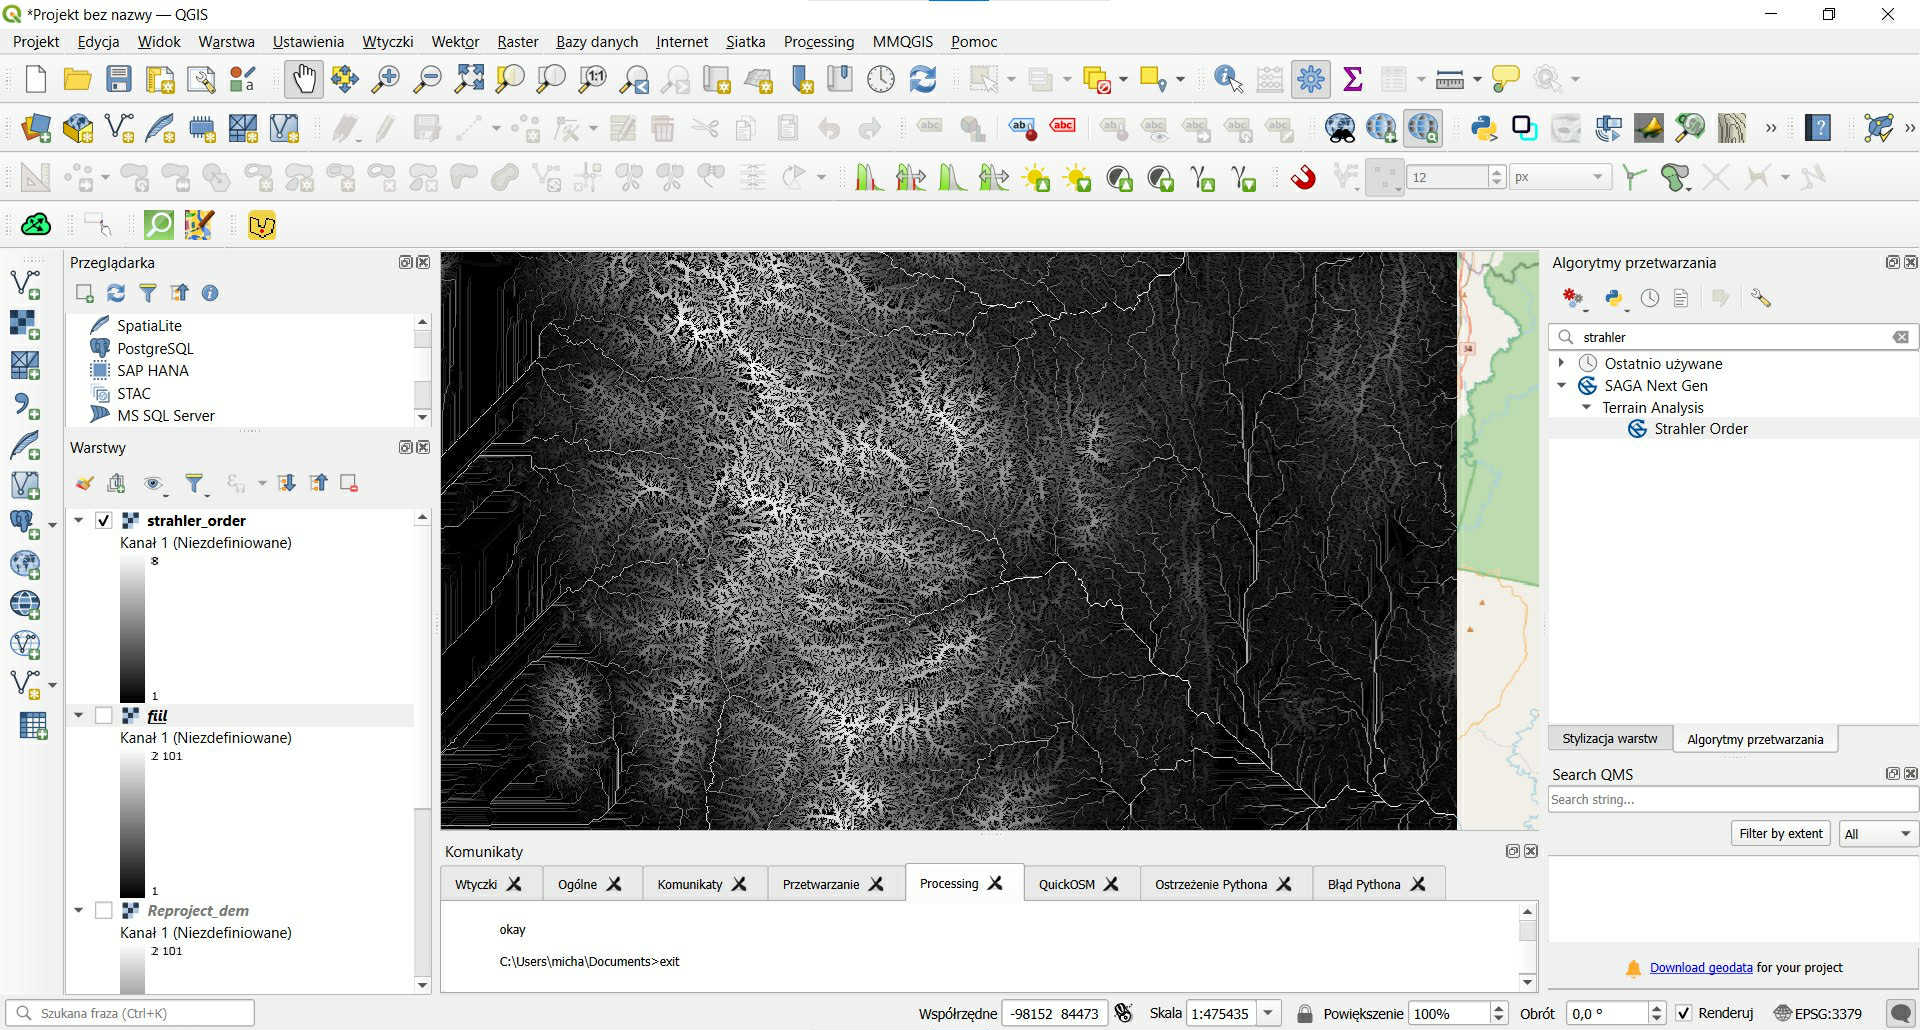 *Projekt bez nazwy — QGIS
Projekt Edycja Widok Warstwa Ustawienia Wtyczki Wektor Raster Bazy danych Internet Siatka Processing MMQGIS Pomoc
12 px
Przeglądarka
SpatiaLite
PostgreSQL
SAP HANA
STAC
MS SQL Server
Warstwy
strahler_order
Kanał 1 (Niezdefiniowane)
8
1
fiil
Kanał 1 (Niezdefiniowane)
2 101
1
Reproject_dem
Kanał 1 (Niezdefiniowane)
2 101
Komunikaty
Wtyczki Ogólne Komunikaty Przetwarzanie Processing QuickOSM Ostrzeżenie Pythona Błąd Pythona
okay
C:\Users\micha\Documents>exit
Algorytmy przetwarzania
strahler
Ostatnio używane
SAGA Next Gen
Terrain Analysis
Strahler Order
Stylizacja warstw Algorytmy przetwarzania
Search QMS
Search string...
Filter by extent All
Download geodata for your project
Szukana fraza (Ctrl+K) Współrzędne -98152 84473 Skala 1:475435 Powiększenie 100% Obrót 0,0 ° Renderuj EPSG:3379